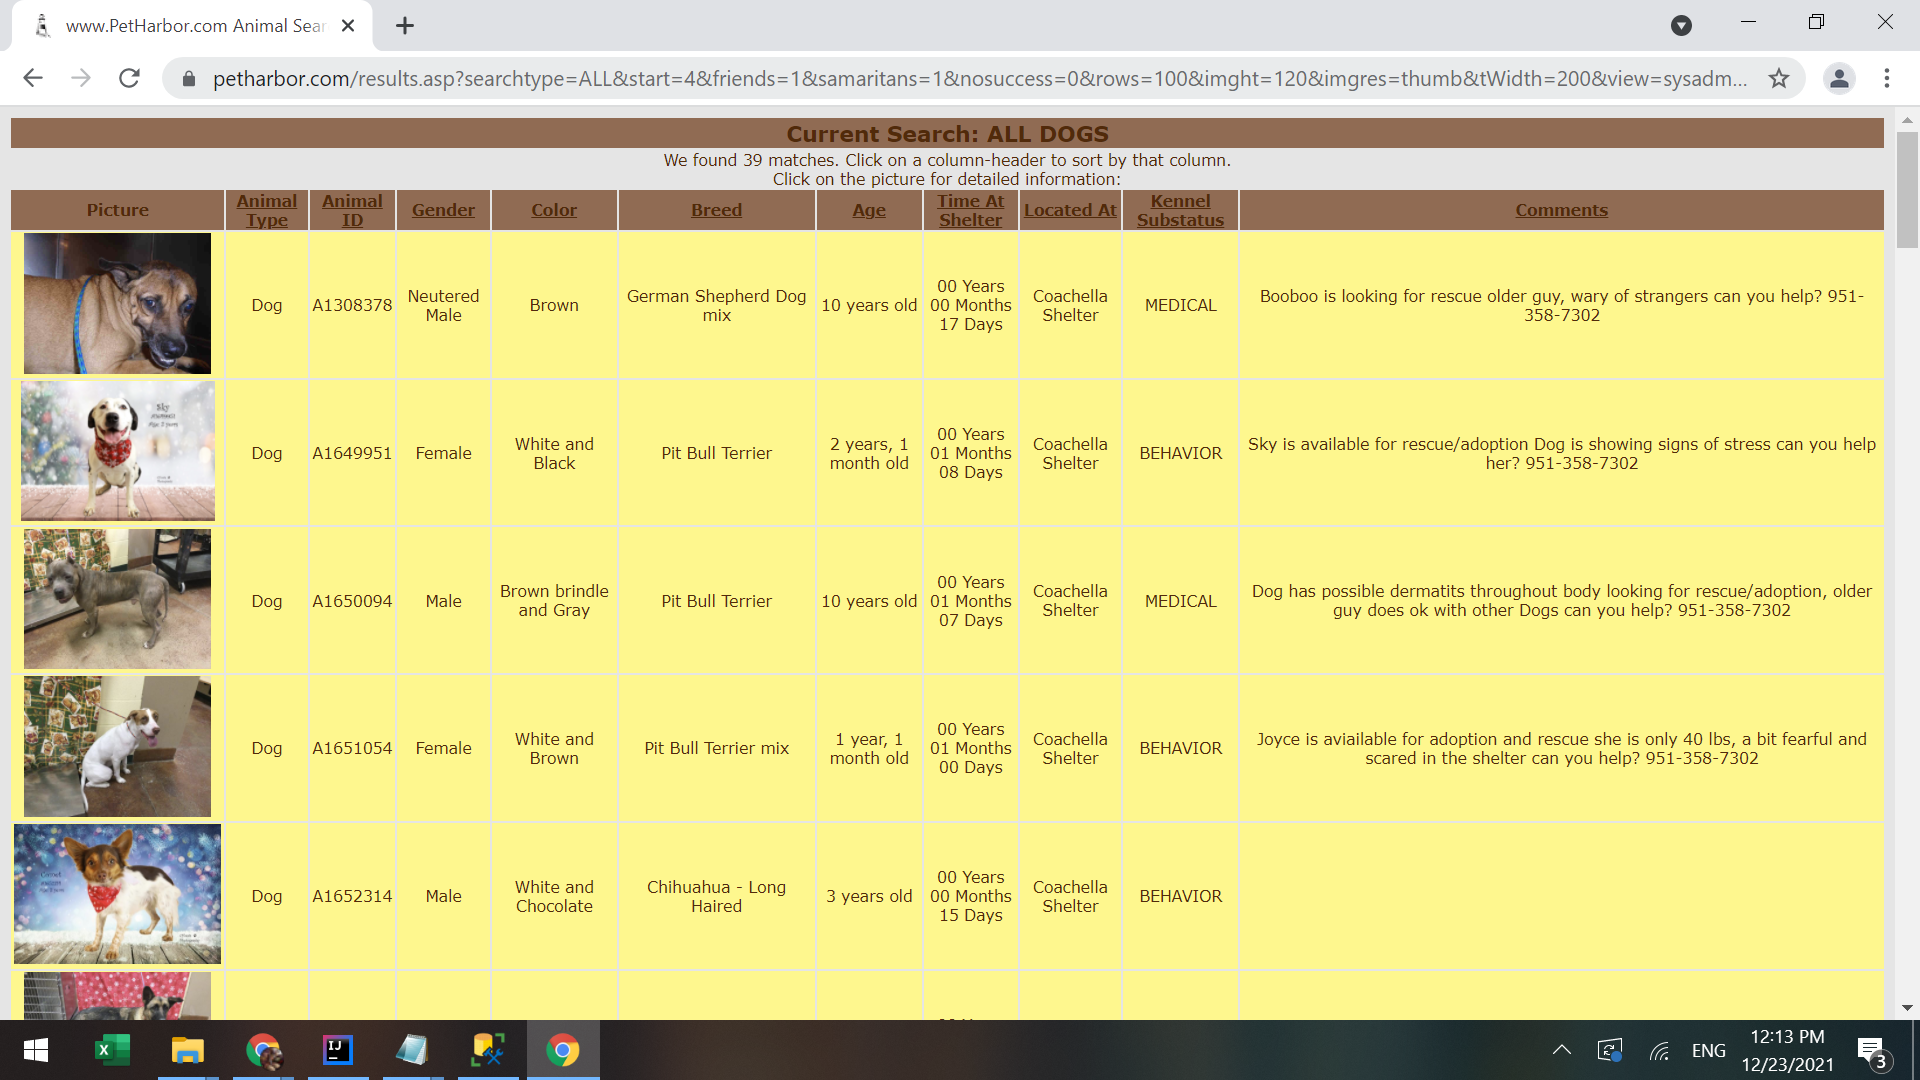 www.PetHarbor.com Animal Sear
petharbor.com/results.asp?searchtype=ALL&start=4&friends=1&samaritans=1&nosuccess=0&rows=100&imght=120&imgres=thumb&tWidth=200&view=sysadm...
Current Search: ALL DOGS
We found 39 matches. Click on a column-header to sort by that column.
Click on the picture for detailed information:
Picture
Animal
Type
Animal
ID
Gender
Color
Breed
Age
Time At
Shelter
Located At
Kennel
Substatus
Comments
Dog
A1308378
Neutered
Male
Brown
German Shepherd Dog
mix
10 years old
00 Years
00 Months
17 Days
Coachella
Shelter
MEDICAL
Booboo is looking for rescue older guy, wary of strangers can you help? 951-
358-7302
Sky
Dog
A1649951
Female
White and
Black
Pit Bull Terrier
2 years, 1
month old
00 Years
01 Months
08 Days
Coachella
Shelter
BEHAVIOR
Sky is available for rescue/adoption Dog is showing signs of stress can you help
her? 951-358-7302
Dog
A1650094
Male
Brown brindle
and Gray
Pit Bull Terrier
10 years old
00 Years
01 Months
07 Days
Coachella
Shelter
MEDICAL
Dog has possible dermatits throughout body looking for rescue/adoption, older
guy does ok with other Dogs can you help? 951-358-7302
Dog
A1651054
Female
White and
Brown
Pit Bull Terrier mix
1 year, 1
month old
00 Years
01 Months
00 Days
Coachella
Shelter
BEHAVIOR
Joyce is aviailable for adoption and rescue she is only 40 lbs, a bit fearful and
scared in the shelter can you help? 951-358-7302
Dog
A1652314
Male
White and
Chocolate
Chihuahua - Long
Haired
3 years old
00 Years
00 Months
15 Days
Coachella
Shelter
BEHAVIOR
IJ
ENG
12:13 PM
12/23/2021
3